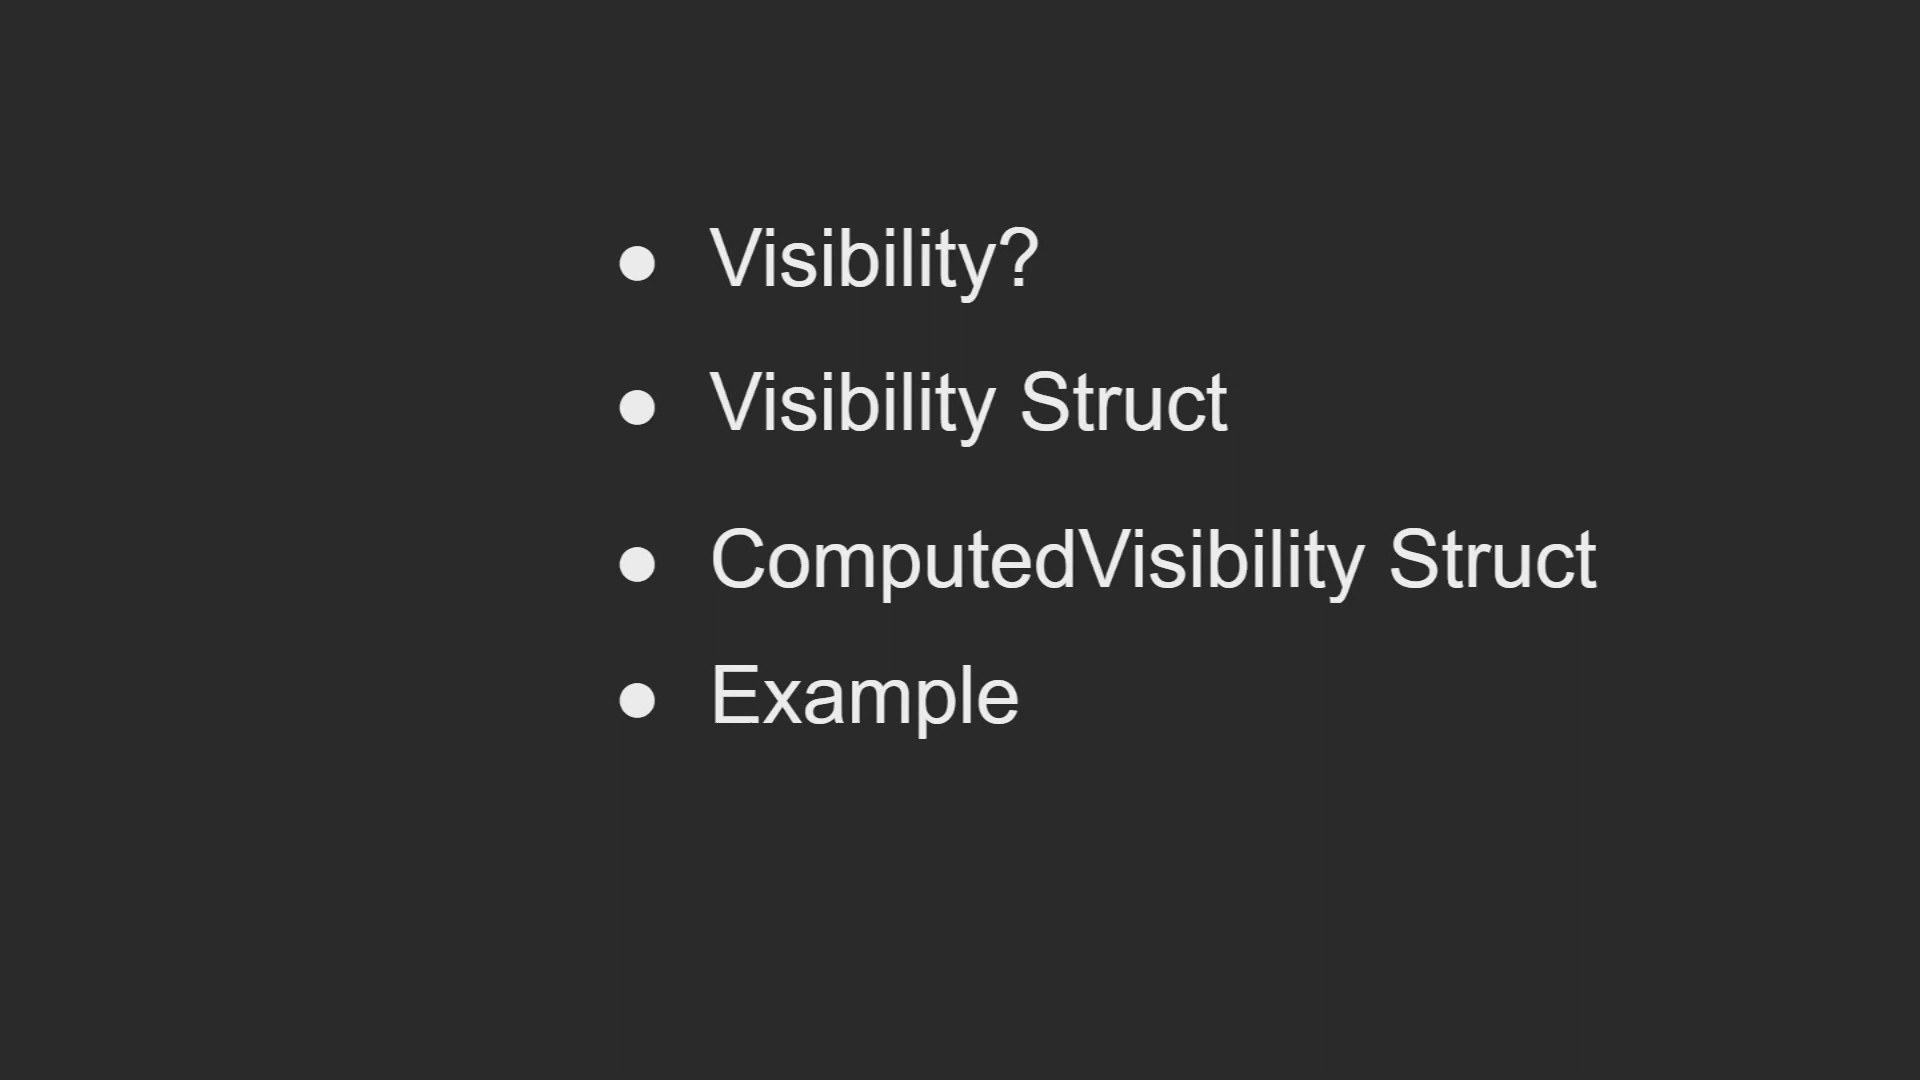 ● Visibility?
● Visibility Struct
● ComputedVisibility Struct
● Example